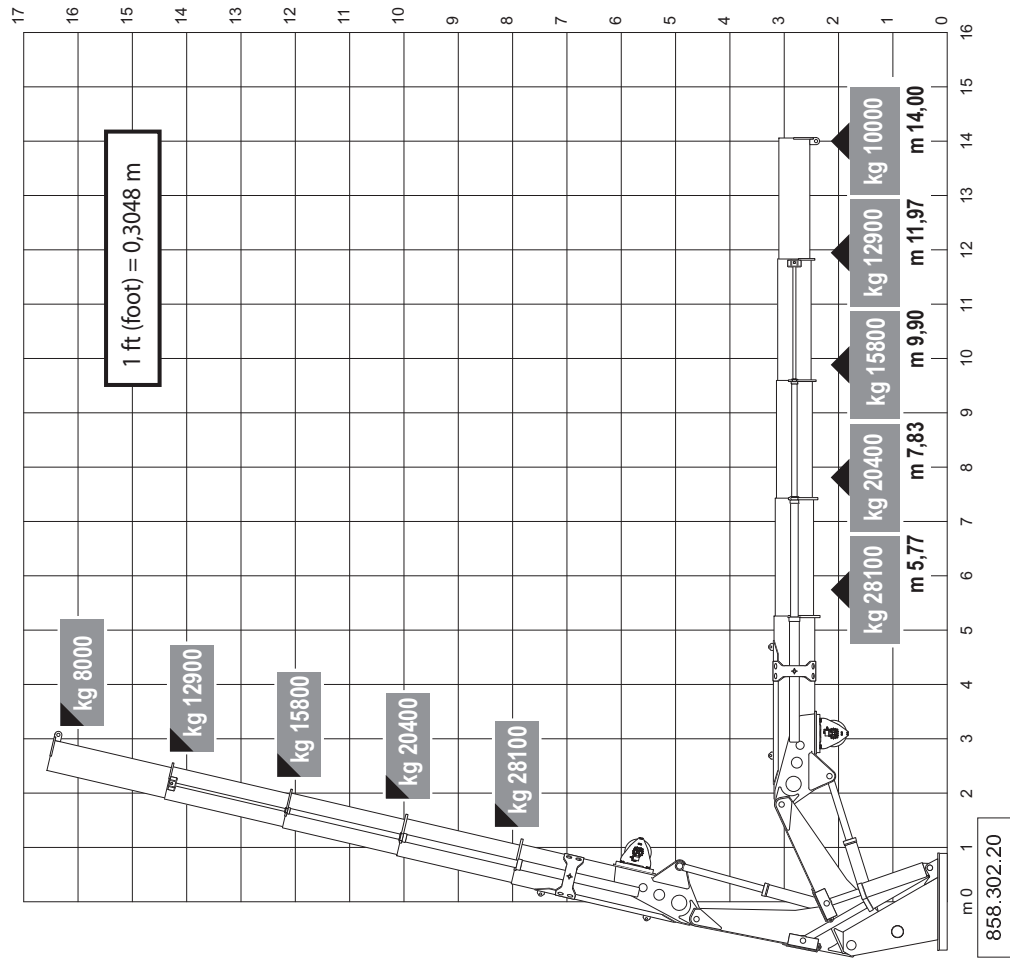 17
16
15
14
13
12
11
10
9
8
7
6
5
4
3
2
1
0
1 ft (foot) = 0,3048 m
kg 8000
kg 12900
kg 15800
kg 20400
kg 28100
kg 28100
kg 20400
kg 15800
kg 12900
kg 10000
m 5,77
m 7,83
m 9,90
m 11,97
m 14,00
m 0
1
2
3
4
5
6
7
8
9
10
11
12
13
14
15
16
858.302.20